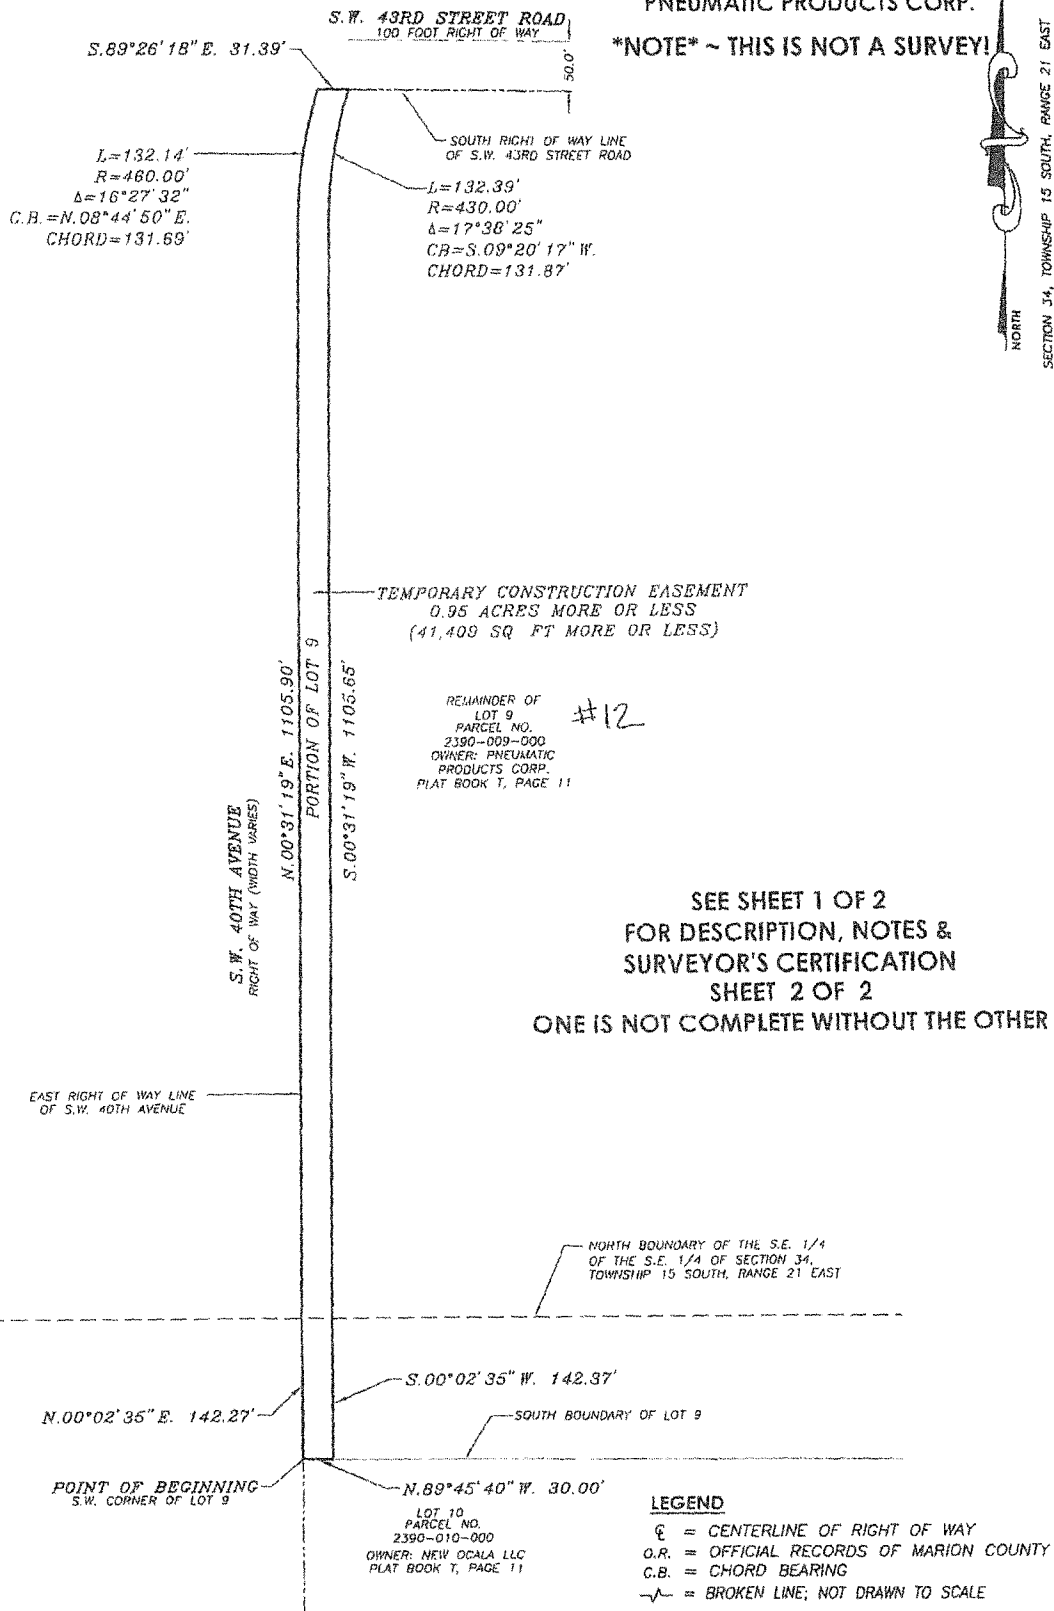 PNEUMATIC PRODUCTS CORP.
*NOTE* ~ THIS IS NOT A SURVEY!
S.W. 43RD STREET ROAD
100 FOOT RIGHT OF WAY
50.0'
S.89°26'18"E. 31.39'
SOUTH RIGHT OF WAY LINE
OF S.W. 43RD STREET ROAD
L=132.14'
R=460.00'
Δ=16°27'32"
C.B.=N.08°44'50"E.
CHORD=131.69'
L=132.39'
R=430.00'
Δ=17°38'25"
CB=S.09°20'17"W.
CHORD=131.87'
NORTH
SECTION 34, TOWNSHIP 15 SOUTH, RANGE 21 EAST
TEMPORARY CONSTRUCTION EASEMENT
0.95 ACRES MORE OR LESS
(41,409 SQ FT MORE OR LESS)
N.00°31'19"E. 1105.90'
PORTION OF LOT 9
S.00°31'19"W. 1105.65'
REMAINDER OF
LOT 9
PARCEL NO.
2390-009-000
OWNER: PNEUMATIC
PRODUCTS CORP.
PLAT BOOK T, PAGE 11
#12
S.W. 40TH AVENUE
RIGHT OF WAY (WIDTH VARIES)
SEE SHEET 1 OF 2
FOR DESCRIPTION, NOTES &
SURVEYOR'S CERTIFICATION
SHEET 2 OF 2
ONE IS NOT COMPLETE WITHOUT THE OTHER
EAST RIGHT OF WAY LINE
OF S.W. 40TH AVENUE
NORTH BOUNDARY OF THE S.E. 1/4
OF THE S.E. 1/4 OF SECTION 34,
TOWNSHIP 15 SOUTH, RANGE 21 EAST
S.00°02'35"W. 142.37'
N.00°02'35"E. 142.27'
SOUTH BOUNDARY OF LOT 9
POINT OF BEGINNING
S.W. CORNER OF LOT 9
N.89°45'40"W. 30.00'
LOT 10
PARCEL NO.
2390-010-000
OWNER: NEW OCALA LLC
PLAT BOOK T, PAGE 11
LEGEND
℄ = CENTERLINE OF RIGHT OF WAY
O.R. = OFFICIAL RECORDS OF MARION COUNTY
C.B. = CHORD BEARING
= BROKEN LINE; NOT DRAWN TO SCALE